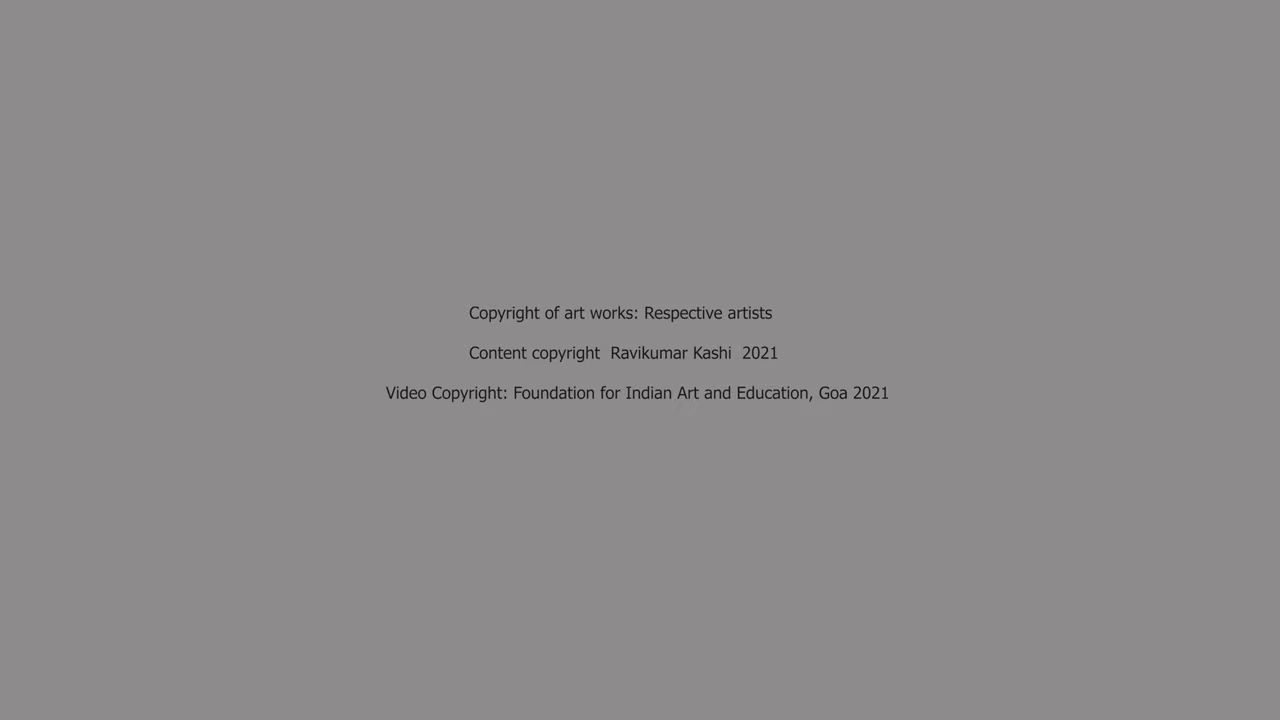 Copyright of art works: Respective artists
Content copyright  Ravikumar Kashi  2021
Video Copyright: Foundation for Indian Art and Education, Goa 2021